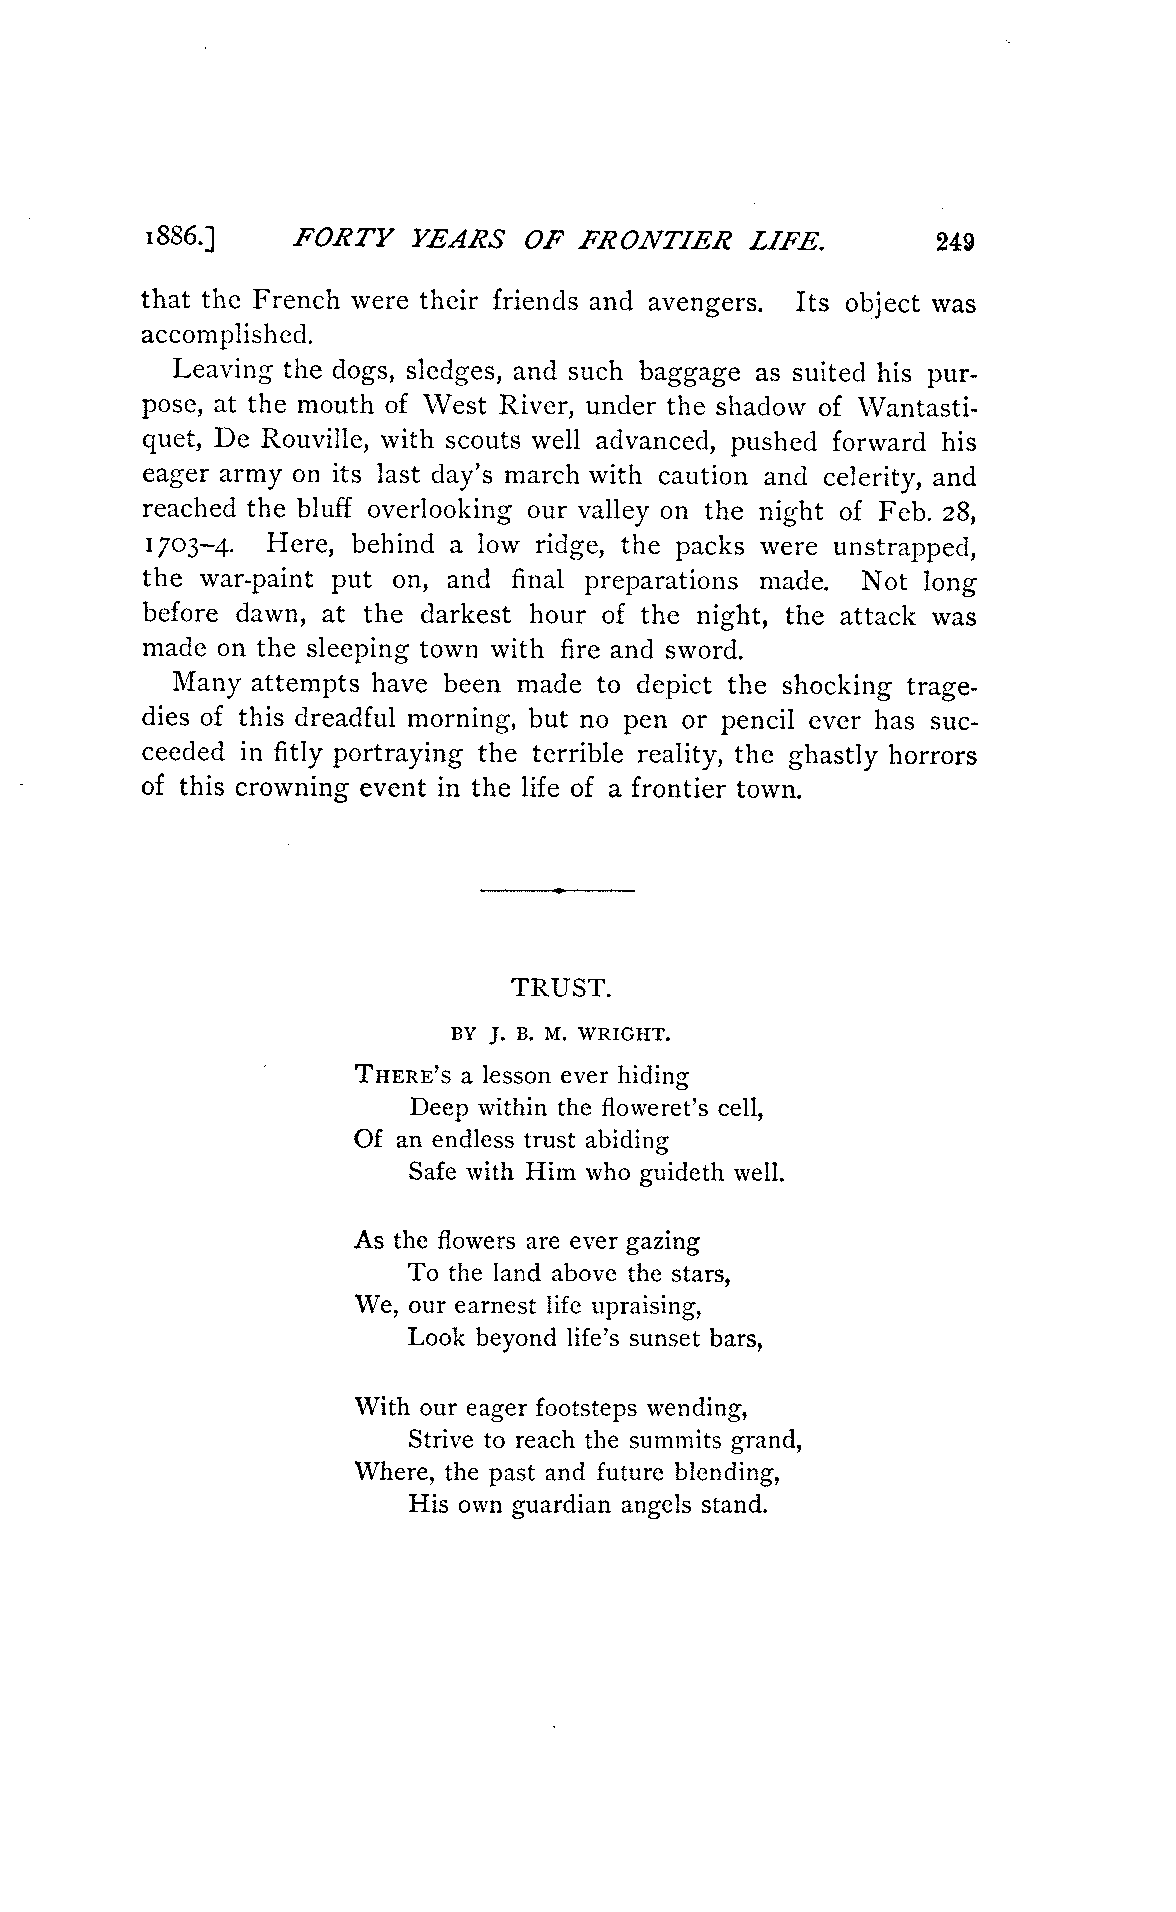 1886.] FORTY YEARS OF FRONTIER LIFE. 249
that the French were their friends and avengers. Its object was
accomplished.
Leaving the dogs, sledges, and such baggage as suited his pur-
pose, at the mouth of West River, under the shadow of Wantasti-
quet, De Rouville, with scouts well advanced, pushed forward his
eager army on its last day's march with caution and celerity, and
reached the bluff overlooking our valley on the night of Feb. 28,
1703–4. Here, behind a low ridge, the packs were unstrapped,
the war-paint put on, and final preparations made. Not long
before dawn, at the darkest hour of the night, the attack was
made on the sleeping town with fire and sword.
Many attempts have been made to depict the shocking trage-
dies of this dreadful morning, but no pen or pencil ever has suc-
ceeded in fitly portraying the terrible reality, the ghastly horrors
of this crowning event in the life of a frontier town.
TRUST.
BY J. B. M. WRIGHT.
THERE'S a lesson ever hiding
Deep within the floweret's cell,
Of an endless trust abiding
Safe with Him who guideth well.
As the flowers are ever gazing
To the land above the stars,
We, our earnest life upraising,
Look beyond life's sunset bars,
With our eager footsteps wending,
Strive to reach the summits grand,
Where, the past and future blending,
His own guardian angels stand.